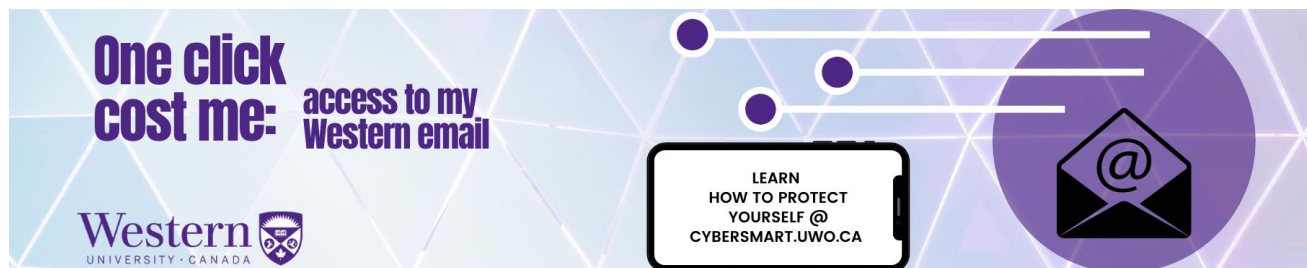 One click
cost me:
access to my
Western email
Western
UNIVERSITY · CANADA
LEARN
HOW TO PROTECT
YOURSELF @
CYBERSMART.UWO.CA
@